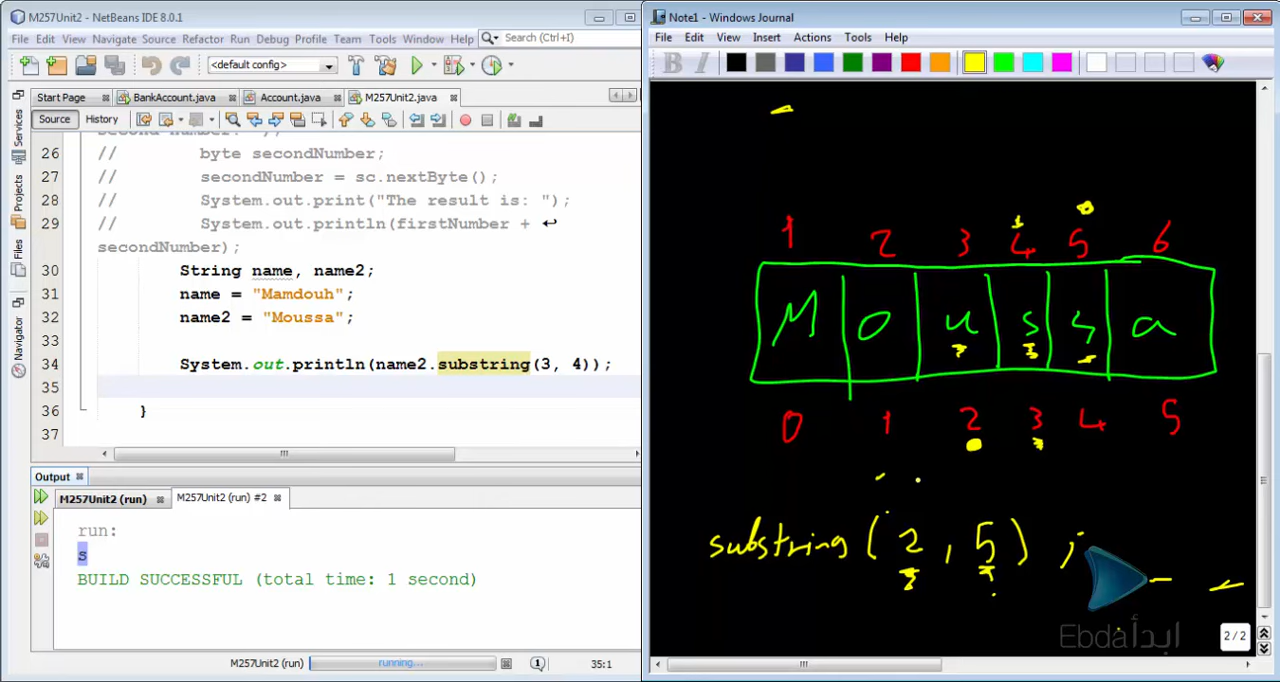 M257Unit2 - NetBeans IDE 8.0.1
File Edit View Navigate Source Refactor Run Debug Profile Team Tools Window Help
Search (Ctrl+I)
<default config>
Start Page BankAccount.java Account.java M257Unit2.java
Source History
26 // byte secondNumber;
27 // secondNumber = sc.nextByte();
28 // System.out.print("The result is: ");
29 // System.out.println(firstNumber + ↩
secondNumber);
30 String name, name2;
31 name = "Mamdouh";
32 name2 = "Moussa";
33
34 System.out.println(name2.substring(3, 4));
35
36 }
37
Services
Projects
Files
Navigator
Output
M257Unit2 (run) M257Unit2 (run) #2
run:
s
BUILD SUCCESSFUL (total time: 1 second)
M257Unit2 (run) running... 1 35:1
Note1 - Windows Journal
File Edit View Insert Actions Tools Help
B I
1 2 3 4 5 6
M o u s s a
0 1 2 3 4 5
substring ( 2 , 5 ) ;
Ebda ابدأ
2/2